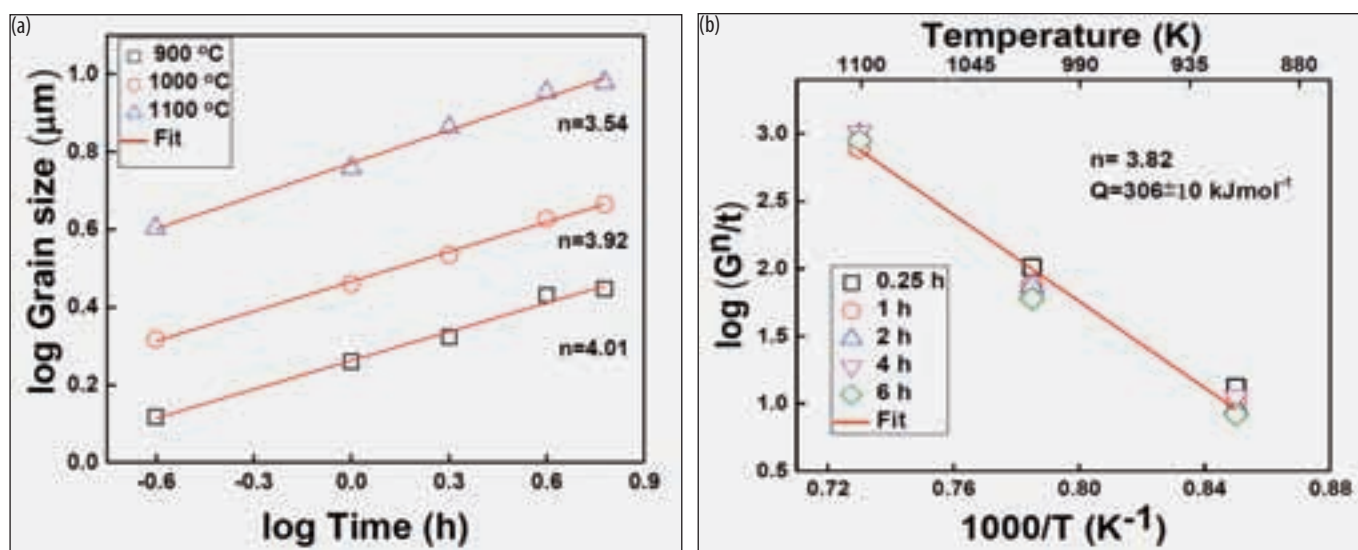 (a)
900 °C
1000 °C
1100 °C
Fit
n=3.54
n=3.92
n=4.01
log Grain size (μm)
1.0
0.8
0.6
0.4
0.2
0.0
-0.6 -0.3 0.0 0.3 0.6 0.9
log Time (h)
(b)
Temperature (K)
1100 1045 990 935 880
n= 3.82
Q=306±10 kJmol⁻¹
log (Gⁿ/t)
3.0
2.5
2.0
1.5
1.0
0.5
0.25 h
1 h
2 h
4 h
6 h
Fit
0.72 0.76 0.80 0.84 0.88
1000/T (K⁻¹)